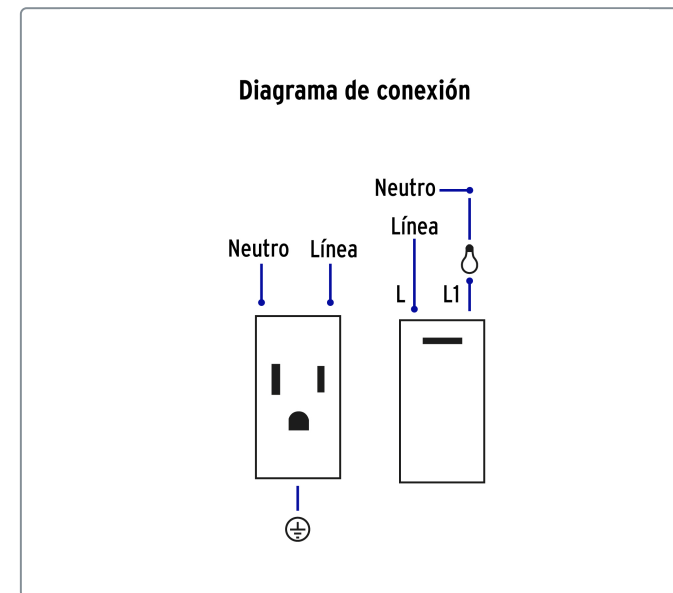 Diagrama de conexión
Neutro
Línea
Neutro Línea
L L1